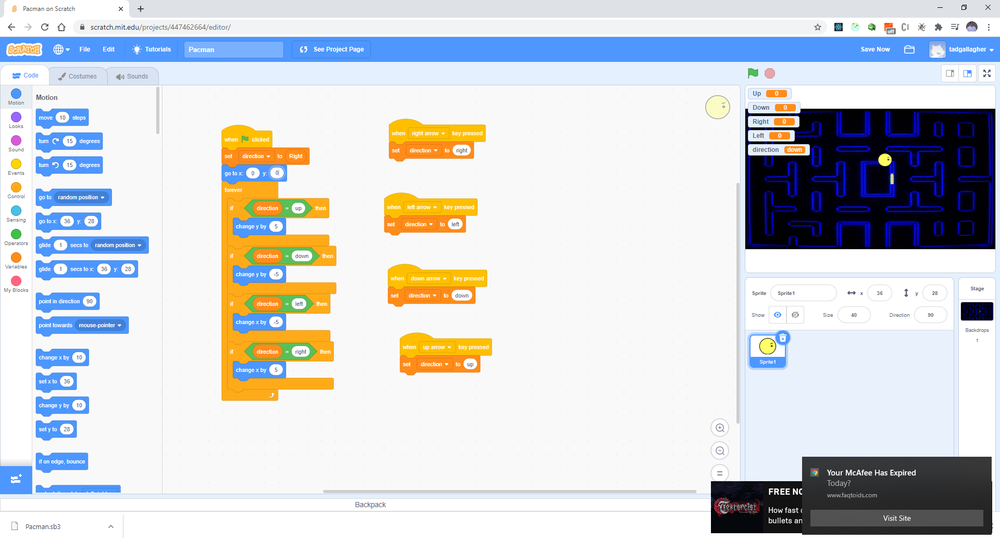 Pacman on Scratch
scratch.mit.edu/projects/447462664/editor/
off
SCRATCH
File Edit Tutorials Pacman See Project Page Save Now tadgallagher
Code Costumes Sounds
Motion
Looks
Sound
Events
Control
Sensing
Operators
Variables
My Blocks
Motion
move 10 steps
turn 15 degrees
turn 15 degrees
go to random position
go to x: 36 y: 28
glide 1 secs to random position
glide 1 secs to x: 36 y: 28
point in direction 90
point towards mouse-pointer
change x by 10
set x to 36
change y by 10
set y to 28
if on edge, bounce
when clicked
set direction to Right
go to x: 0 y: 0
forever
if direction = up then
change y by 5
if direction = down then
change y by -5
if direction = left then
change x by -5
if direction = right then
change x by 5
when right arrow key pressed
set direction to right
when left arrow key pressed
set direction to left
when down arrow key pressed
set direction to down
when up arrow key pressed
set direction to up
Up 0
Down 0
Right 0
Left 0
direction down
Sprite Sprite1 x 36 y 28
Show Size 40 Direction 90
Sprite1
Stage
Backdrops
1
Backpack
Pacman.sb3
FREE
How fast
bullets
Your McAfee Has Expired
Today?
www.faqtoids.com
Visit Site